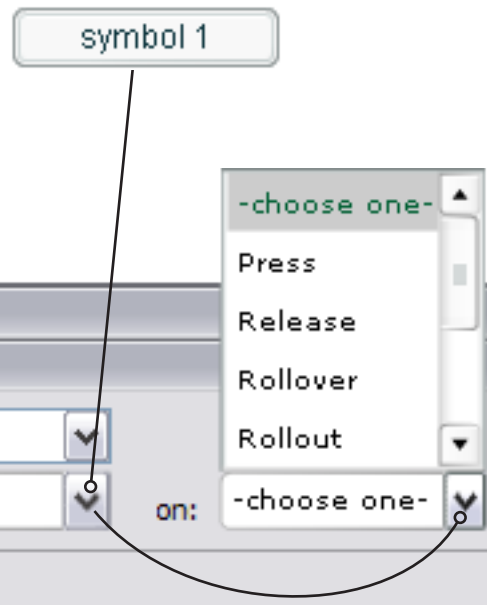 symbol 1
-choose one-
Press
Release
Rollover
Rollout
on: -choose one-